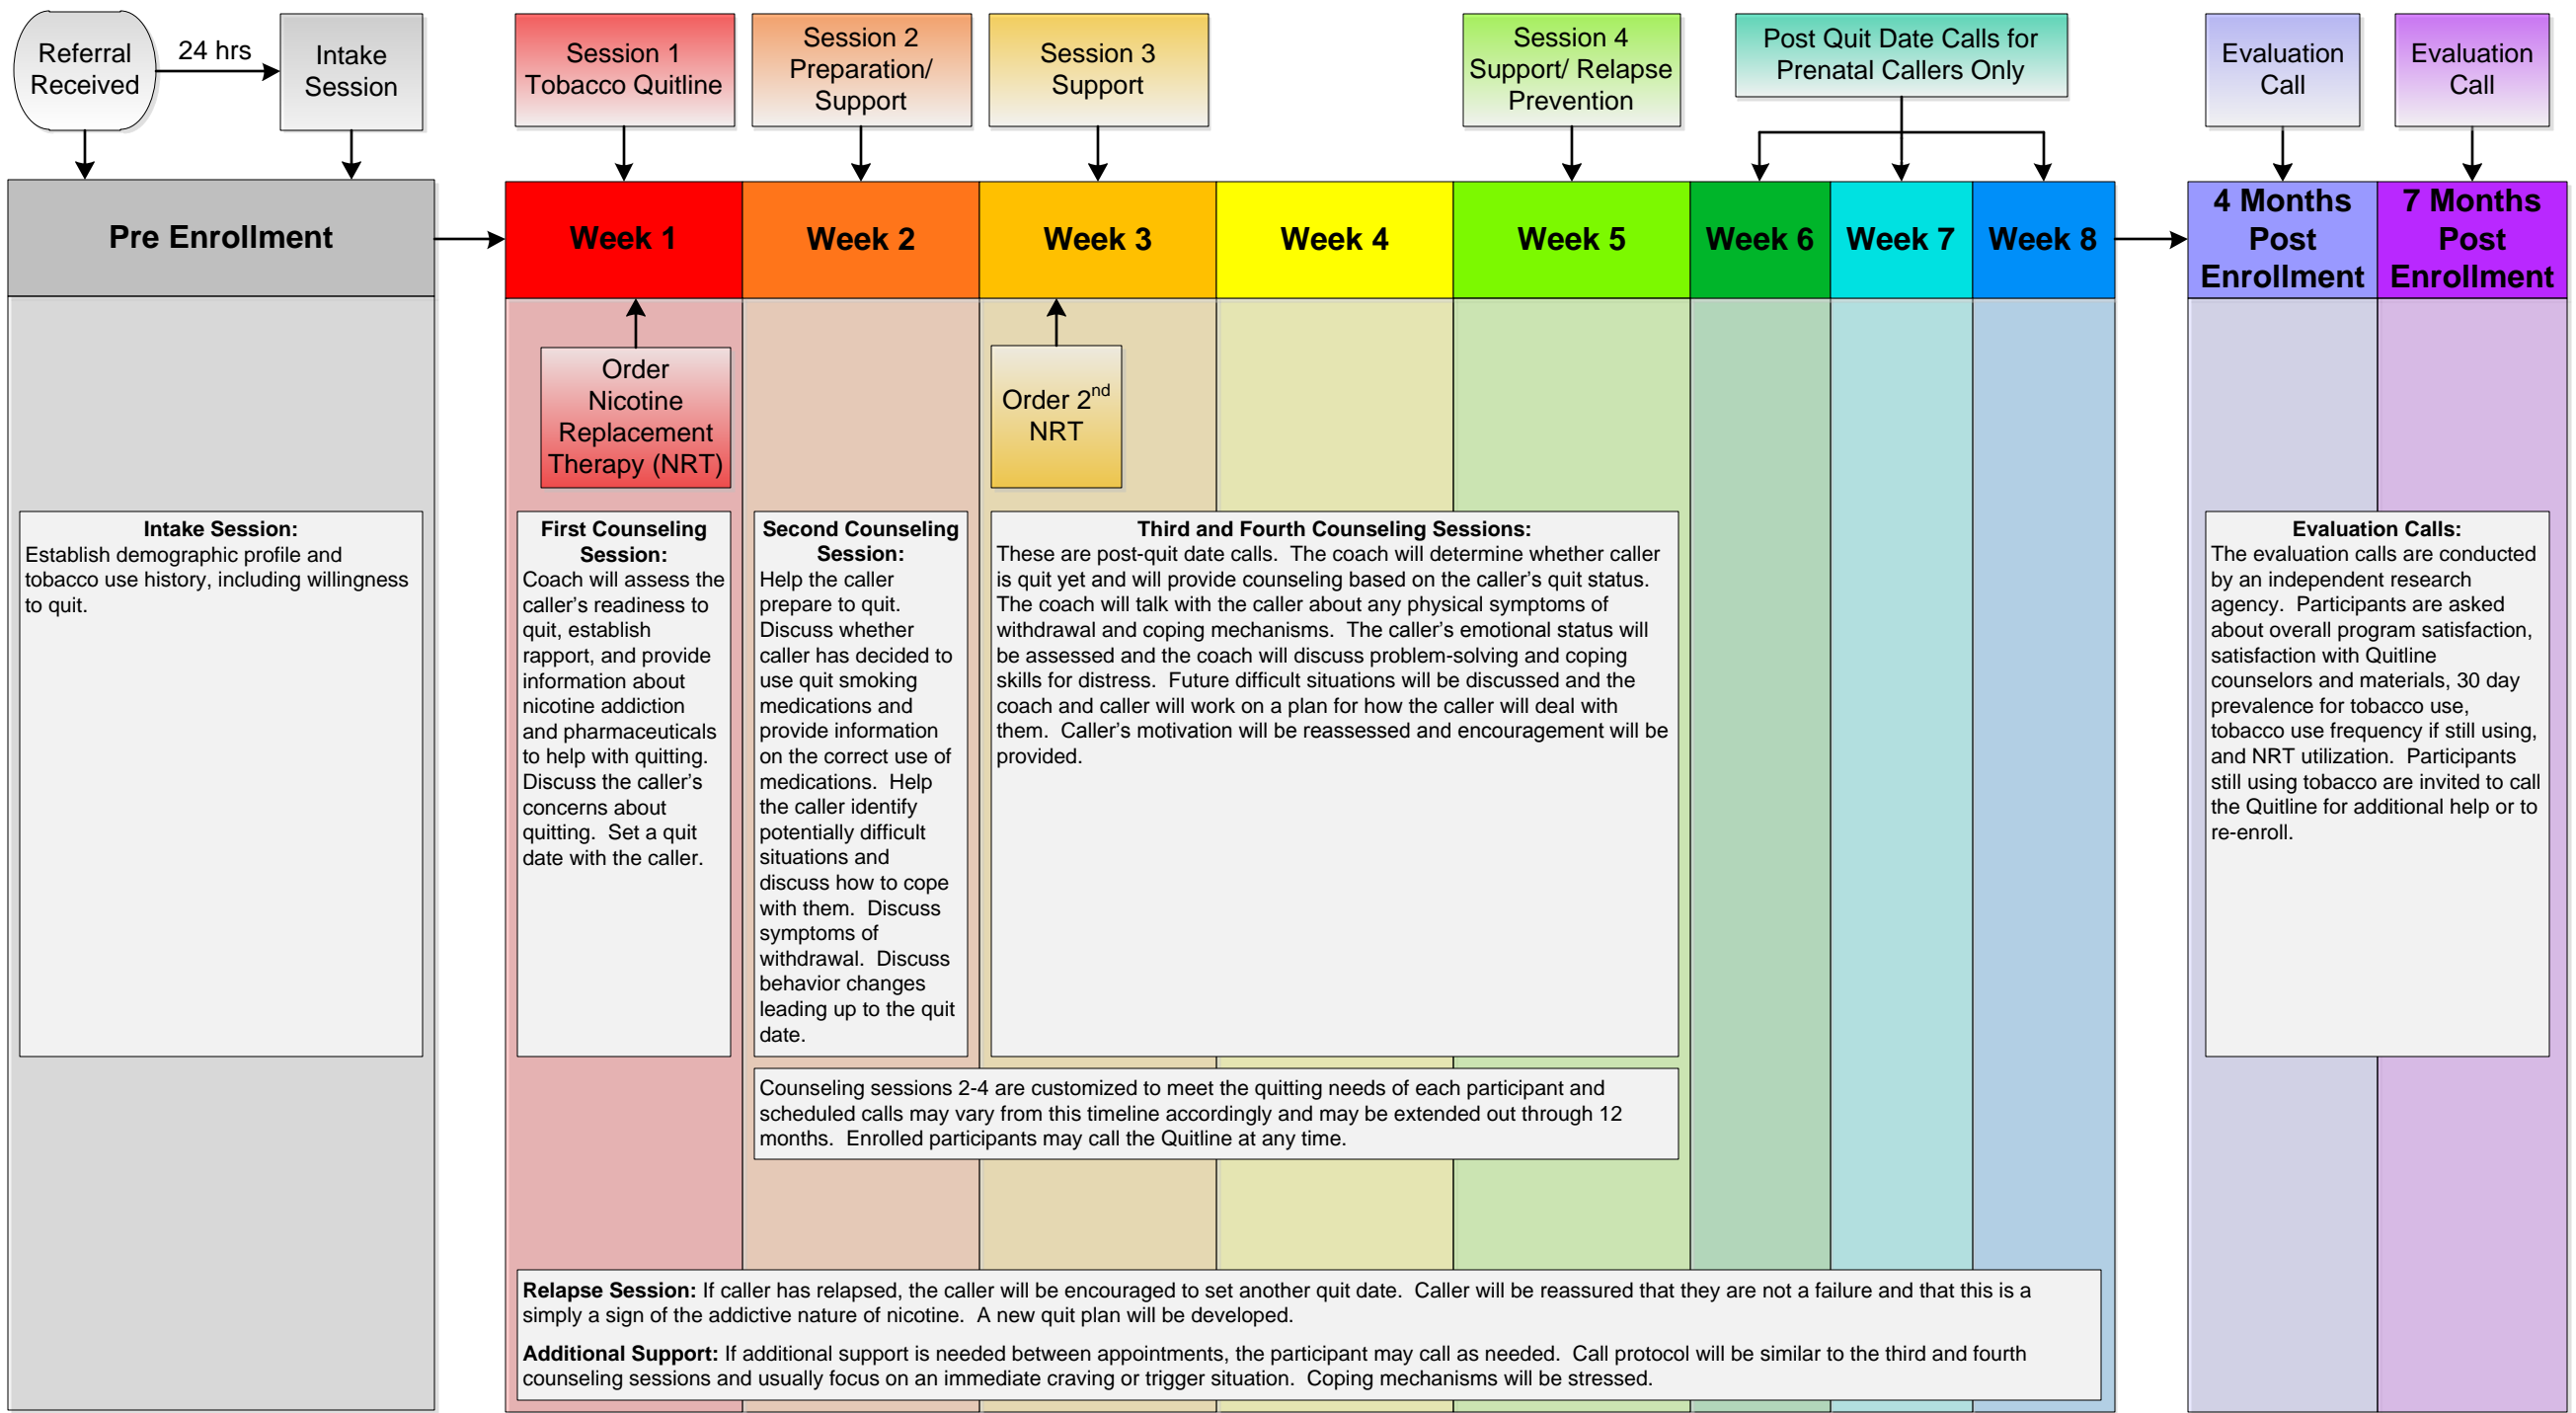 Referral
Received
24 hrs
Intake
Session
Session 1
Tobacco Quitline
Session 2
Preparation/
Support
Session 3
Support
Session 4
Support/ Relapse
Prevention
Post Quit Date Calls for
Prenatal Callers Only
Evaluation
Call
Evaluation
Call
Pre Enrollment
Week 1
Week 2
Week 3
Week 4
Week 5
Week 6
Week 7
Week 8
4 Months
Post
Enrollment
7 Months
Post
Enrollment
Order
Nicotine
Replacement
Therapy (NRT)
Order 2nd
NRT
Intake Session:
Establish demographic profile and
tobacco use history, including willingness
to quit.
First Counseling
Session:
Coach will assess the
caller's readiness to
quit, establish
rapport, and provide
information about
nicotine addiction
and pharmaceuticals
to help with quitting.
Discuss the caller's
concerns about
quitting. Set a quit
date with the caller.
Second Counseling
Session:
Help the caller
prepare to quit.
Discuss whether
caller has decided to
use quit smoking
medications and
provide information
on the correct use of
medications. Help
the caller identify
potentially difficult
situations and
discuss how to cope
with them. Discuss
symptoms of
withdrawal. Discuss
behavior changes
leading up to the quit
date.
Third and Fourth Counseling Sessions:
These are post-quit date calls. The coach will determine whether caller
is quit yet and will provide counseling based on the caller's quit status.
The coach will talk with the caller about any physical symptoms of
withdrawal and coping mechanisms. The caller's emotional status will
be assessed and the coach will discuss problem-solving and coping
skills for distress. Future difficult situations will be discussed and the
coach and caller will work on a plan for how the caller will deal with
them. Caller's motivation will be reassessed and encouragement will be
provided.
Evaluation Calls:
The evaluation calls are conducted
by an independent research
agency. Participants are asked
about overall program satisfaction,
satisfaction with Quitline
counselors and materials, 30 day
prevalence for tobacco use,
tobacco use frequency if still using,
and NRT utilization. Participants
still using tobacco are invited to call
the Quitline for additional help or to
re-enroll.
Counseling sessions 2-4 are customized to meet the quitting needs of each participant and
scheduled calls may vary from this timeline accordingly and may be extended out through 12
months. Enrolled participants may call the Quitline at any time.
Relapse Session: If caller has relapsed, the caller will be encouraged to set another quit date. Caller will be reassured that they are not a failure and that this is a
simply a sign of the addictive nature of nicotine. A new quit plan will be developed.
Additional Support: If additional support is needed between appointments, the participant may call as needed. Call protocol will be similar to the third and fourth
counseling sessions and usually focus on an immediate craving or trigger situation. Coping mechanisms will be stressed.